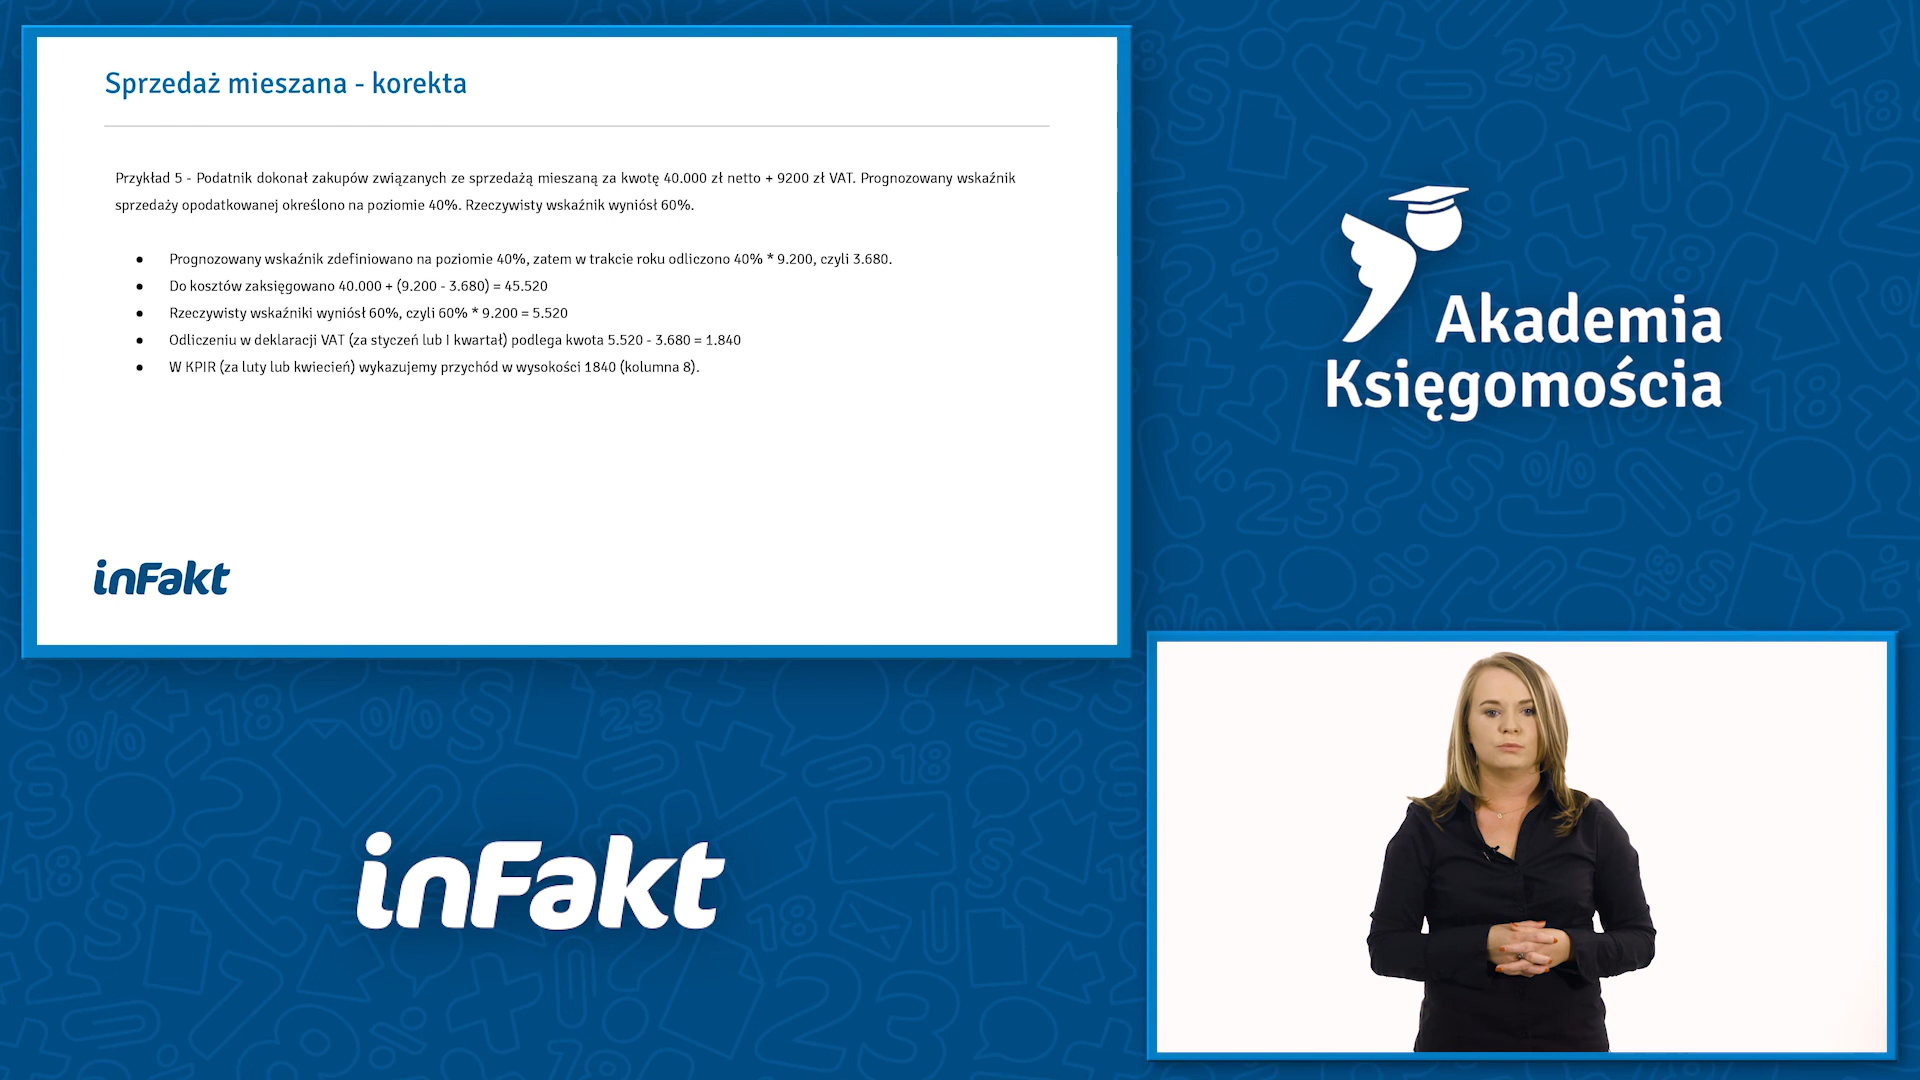 Sprzedaż mieszana - korekta
Przykład 5 - Podatnik dokonał zakupów związanych ze sprzedażą mieszaną za kwotę 40.000 zł netto + 9200 zł VAT. Prognozowany wskaźnik
sprzedaży opodatkowanej określono na poziomie 40%. Rzeczywisty wskaźnik wyniósł 60%.
● Prognozowany wskaźnik zdefiniowano na poziomie 40%, zatem w trakcie roku odliczono 40% * 9.200, czyli 3.680.
● Do kosztów zaksięgowano 40.000 + (9.200 - 3.680) = 45.520
● Rzeczywisty wskaźniki wyniósł 60%, czyli 60% * 9.200 = 5.520
● Odliczeniu w deklaracji VAT (za styczeń lub I kwartał) podlega kwota 5.520 - 3.680 = 1.840
● W KPIR (za luty lub kwiecień) wykazujemy przychód w wysokości 1840 (kolumna 8).
inFakt
Akademia
Księgomościa
inFakt